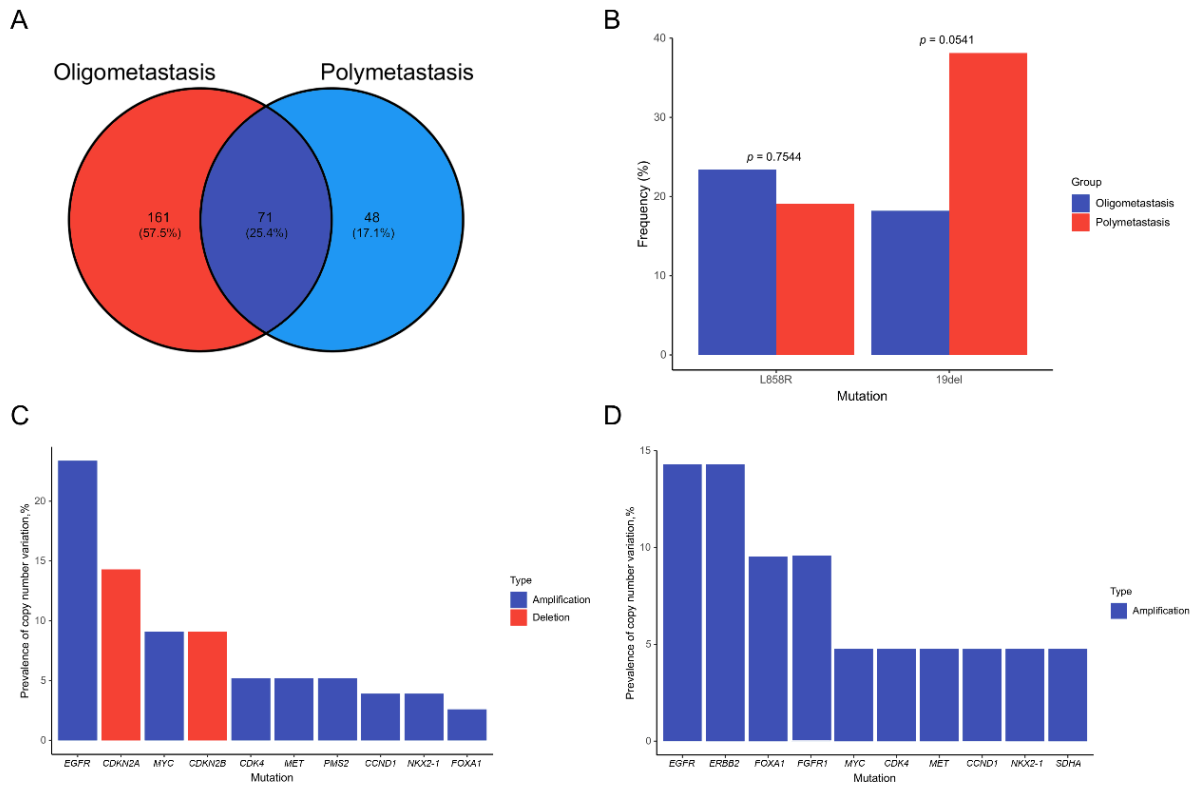 A
Oligometastasis Polymetastasis
161 71 48
(57.5%) (25.4%) (17.1%)
B
40
30
20
10
0
Frequency (%)
p = 0.7544
p = 0.0541
L858R 19del
Mutation
Group
Oligometastasis
Polymetastasis
C
20
15
10
5
0
Prevalence of copy number variation,%
EGFR CDKN2A MYC CDKN2B CDK4 MET PMS2 CCND1 NKX2-1 FOXA1
Mutation
Type
Amplification
Deletion
D
15
10
5
0
Prevalence of copy number variation,%
EGFR ERBB2 FOXA1 FGFR1 MYC CDK4 MET CCND1 NKX2-1 SDHA
Mutation
Type
Amplification